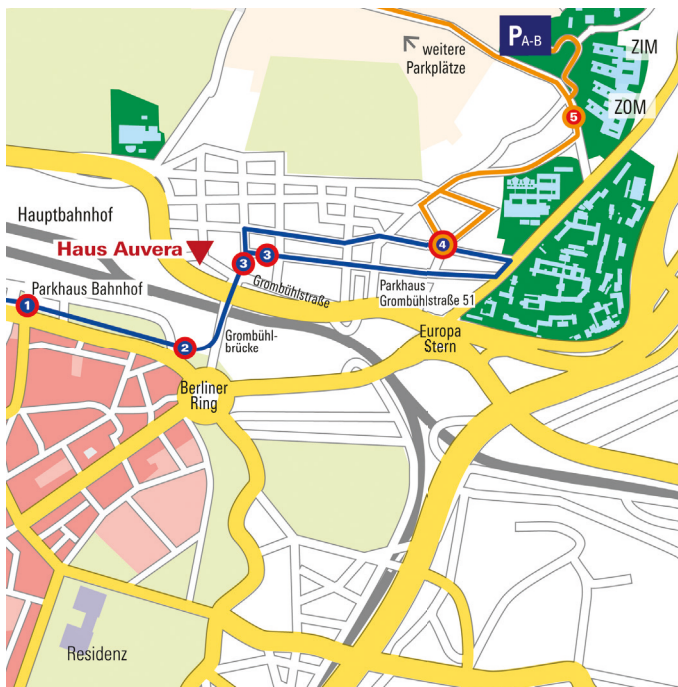 P A-B
ZIM
weitere
Parkplätze
ZOM
5
Hauptbahnhof
Haus Auvera
4
3
3
Parkhaus Bahnhof
Grombühlstraße
Parkhaus
Grombühlstraße 51
1
Grombühl-
brücke
2
Europa
Stern
Berliner
Ring
Residenz